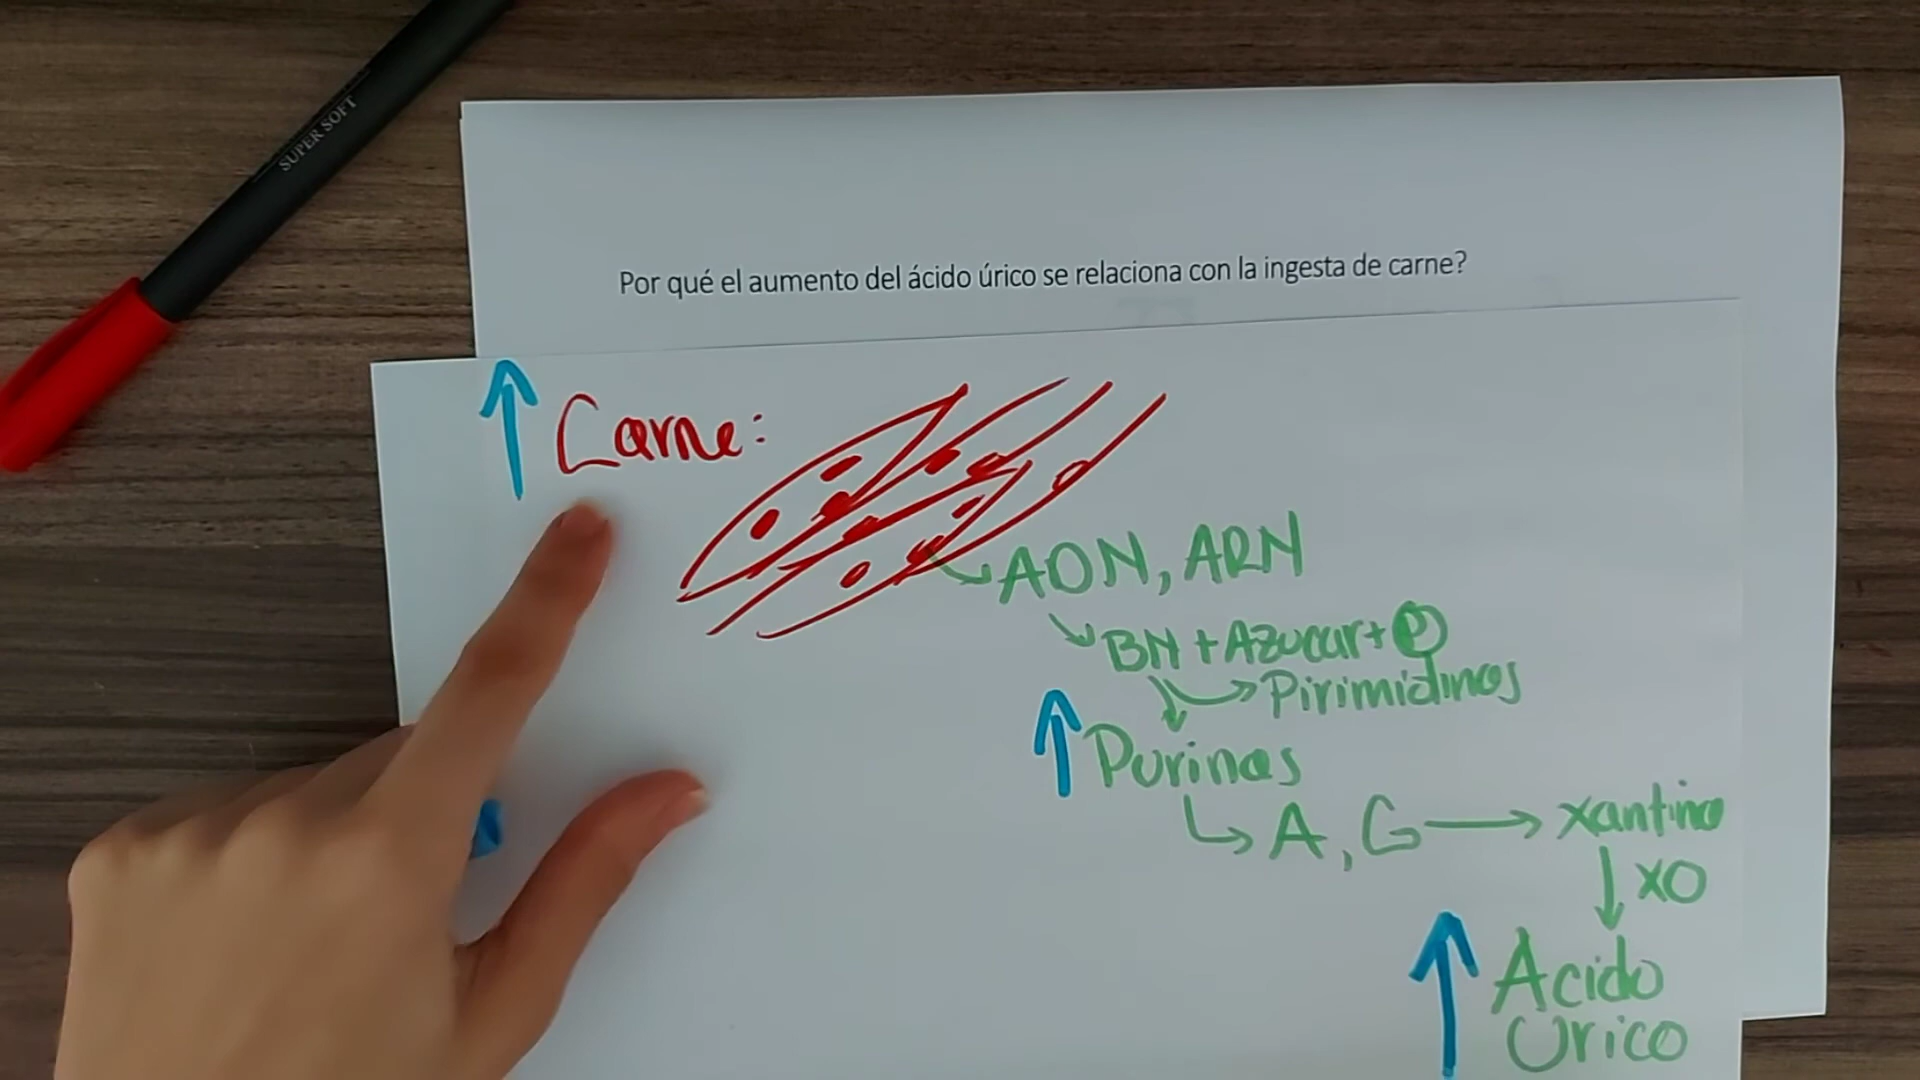 SUPER SOFT
Por qué el aumento del ácido úrico se relaciona con la ingesta de carne?
↑ Carne:
ADN, ARN
BN + Azucar + P
Pirimidinas
↑ Purinas
A, G → xantina
↓ XO
↑ Acido
Urico